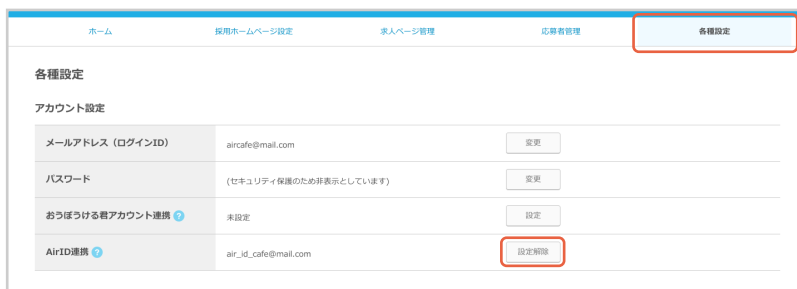 ホーム 採用ホームページ設定 求人ページ管理 応募者管理 各種設定
各種設定
アカウント設定
メールアドレス（ログインID） aircafe@mail.com 変更
パスワード (セキュリティ保護のため非表示としています) 変更
おうぼうける君アカウント連携 ? 未設定 設定
AirID連携 ? air_id_cafe@mail.com 設定解除